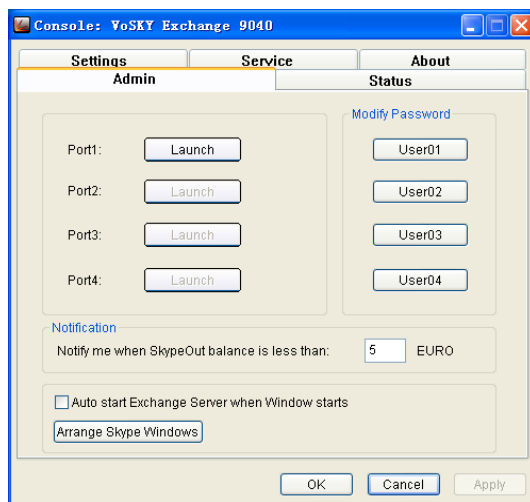 Console: VoSKY Exchange 9040
Settings Service About
Admin Status
Modify Password
Port1: Launch User01
Port2: Launch User02
Port3: Launch User03
Port4: Launch User04
Notification
Notify me when SkypeOut balance is less than: 5 EURO
Auto start Exchange Server when Window starts
Arrange Skype Windows
OK Cancel Apply